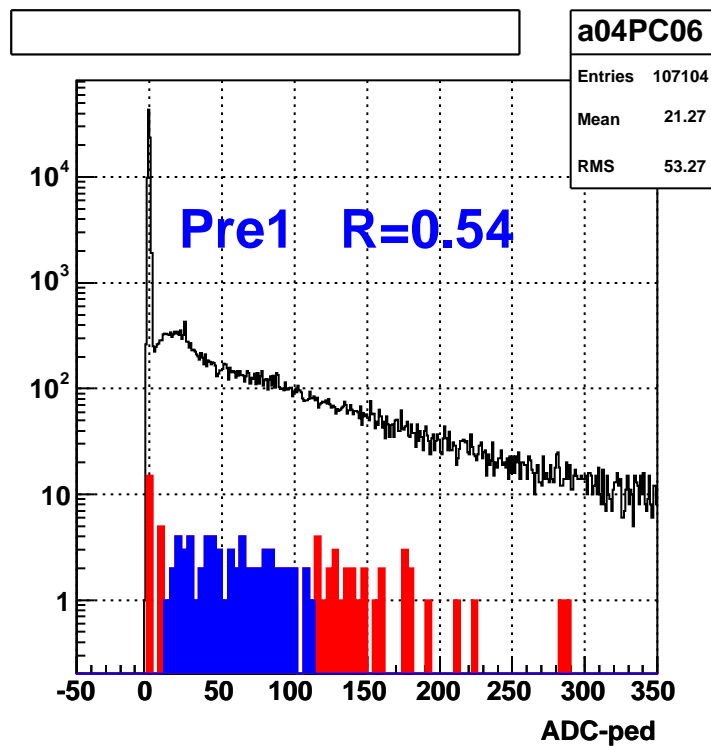 a04PC06
Entries 107104
Mean 21.27
RMS 53.27
Pre1 R=0.54
10^4
10^3
10^2
10
1
-50 0 50 100 150 200 250 300 350
ADC-ped